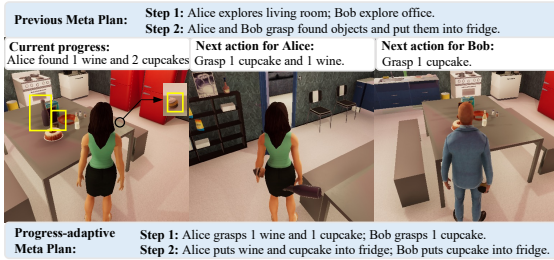 Previous Meta Plan: Step 1: Alice explores living room; Bob explore office.
Step 2: Alice and Bob grasp found objects and put them into fridge.
Current progress:
Alice found 1 wine and 2 cupcakes
Next action for Alice:
Grasp 1 cupcake and 1 wine.
Next action for Bob:
Grasp 1 cupcake.
Progress-adaptive Step 1: Alice grasps 1 wine and 1 cupcake; Bob grasps 1 cupcake.
Meta Plan: Step 2: Alice puts wine and cupcake into fridge; Bob puts cupcake into fridge.